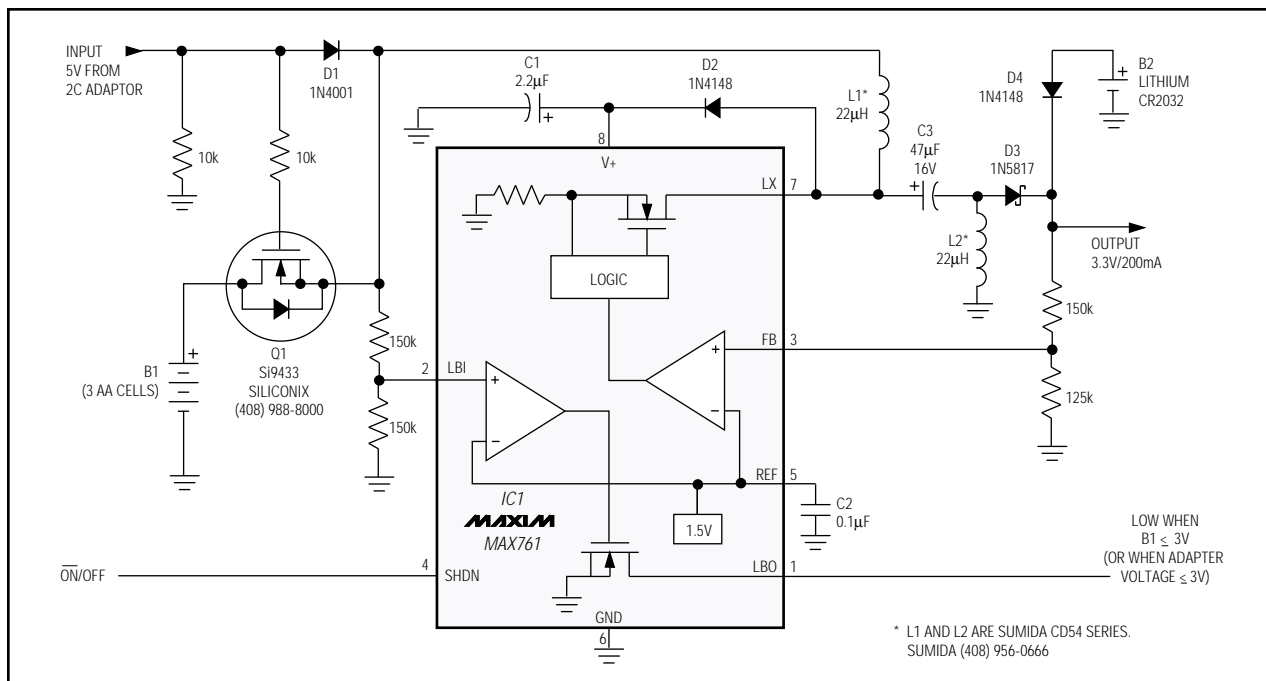 INPUT
5V FROM
2C ADAPTOR
D1
1N4001
C1
2.2µF
D2
1N4148
L1*
22µH
D4
1N4148
B2
LITHIUM
CR2032
C3
47µF
16V
D3
1N5817
10k
10k
8
V+
LX
7
L2*
22µH
OUTPUT
3.3V/200mA
LOGIC
150k
150k
FB
3
Q1
Si9433
SILICONIX
(408) 988-8000
B1
(3 AA CELLS)
2
LBI
150k
125k
REF
5
IC1
MAXIM
MAX761
1.5V
C2
0.1µF
LOW WHEN
B1 ≤ 3V
(OR WHEN ADAPTER
VOLTAGE ≤ 3V)
ON/OFF
4
SHDN
LBO
1
GND
6
* L1 AND L2 ARE SUMIDA CD54 SERIES.
SUMIDA (408) 956-0666